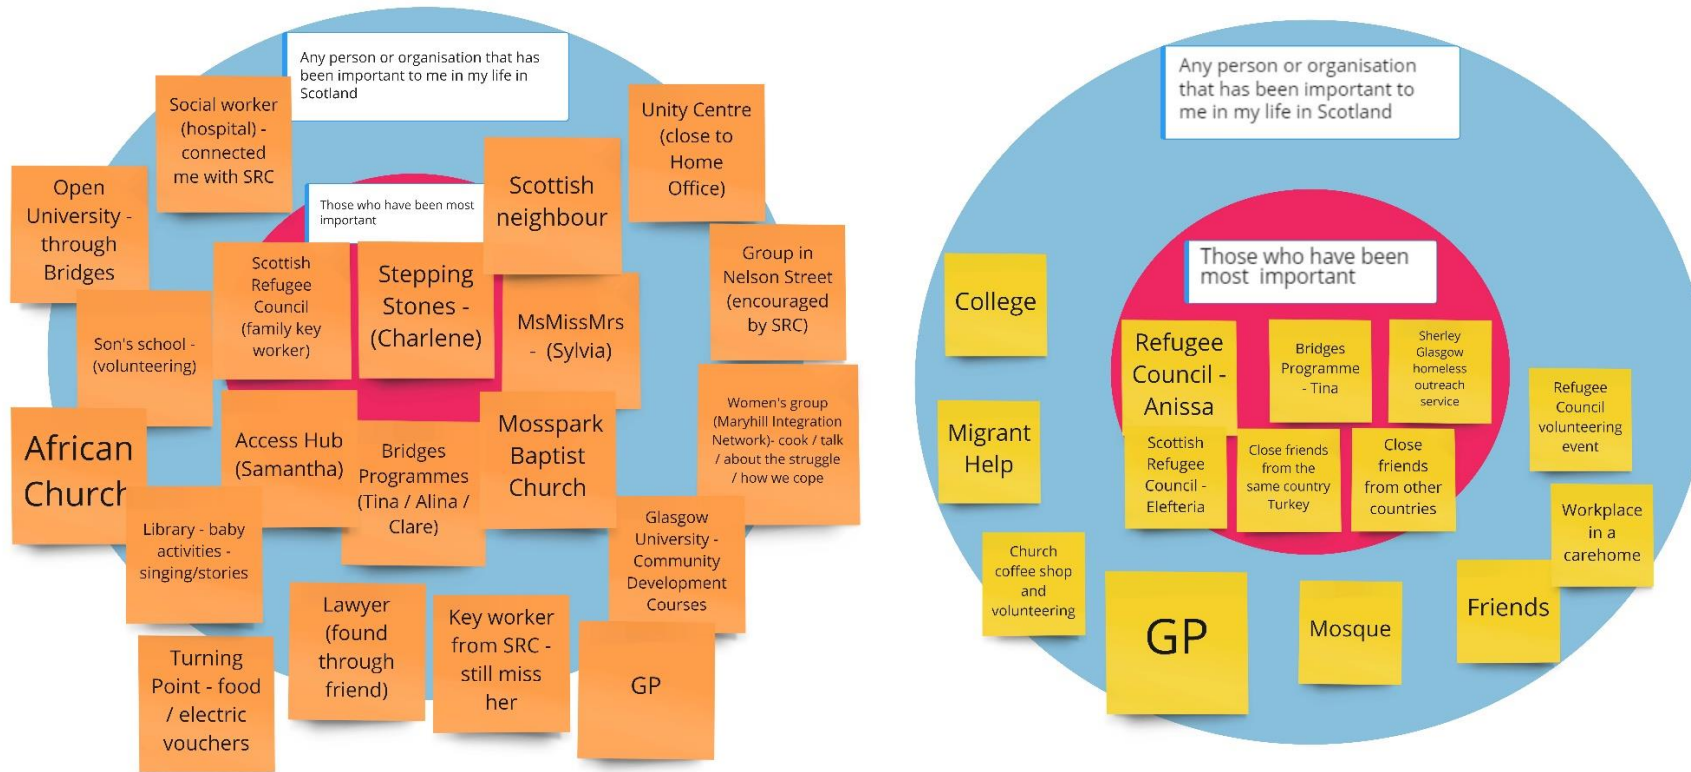 Any person or organisation that has
been important to me in my life in
Scotland
Social worker
(hospital) -
connected
me with SRC
Unity Centre
(close to
Home
Office)
Open
University -
through
Bridges
Those who have been most
important
Scottish
neighbour
Scottish
Refugee
Council
(family key
worker)
Stepping
Stones -
(Charlene)
MsMissMrs
- (Sylvia)
Group in
Nelson Street
(encouraged
by SRC)
Son's school -
(volunteering)
African
Church
Access Hub
(Samantha)
Bridges
Programmes
(Tina / Alina /
Clare)
Mosspark
Baptist
Church
Women's group
(Maryhill Integration
Network)- cook / talk
/ about the struggle
/ how we cope
Library - baby
activities -
singing/stories
Glasgow
University -
Community
Development
Courses
Turning
Point - food
/ electric
vouchers
Lawyer
(found
through
friend)
Key worker
from SRC -
still miss
her
GP
Any person or organisation
that has been important to
me in my life in Scotland
Those who have been
most important
College
Refugee
Council -
Anissa
Bridges
Programme
- Tina
Sherley
Glasgow
homeless
outreach
service
Migrant
Help
Scottish
Refugee
Council -
Elefteria
Close friends
from the
same country
Turkey
Close
friends
from other
countries
Refugee
Council
volunteering
event
Workplace
in a
carehome
Church
coffee shop
and
volunteering
GP
Mosque
Friends